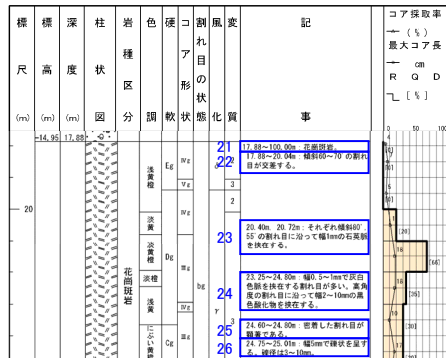 標尺 (m)
標高 (m)
深度 (m)
柱状図
岩種区分
色調
硬軟
コア形状
割れ目の状態
風化
変質
記事
コア採取率
(%)
最大コア長
cm
R Q D
[%]
0 50 100
-14.95 17.88
20
花崗斑岩
浅黄橙
淡黄
淡黄橙
淡橙
浅黄
にぶい黄橙
Eg
Dg
Cg
Ⅳg
Ⅴg
Ⅳg
Ⅲg
Ⅳg
Ⅲg
bg
2
3
2
3
21
17.88~100.00m: 花崗斑岩。
22
17.88~20.04m: 傾斜60~70°の割れ
目が交差する。
23
20.40m, 20.72m: それぞれ傾斜80°,
55°の割れ目に沿って幅1mmの石英脈
を挟在する。
24
23.25~24.80m: 幅0.5~1mmで灰白
色脈を挟在する割れ目が多い。高角
度の割れ目に沿って幅2~10mmの黒
色酸化物を挟在する。
25
24.60~24.80m: 密着した割れ目が
顕著である。
26
24.75~25.01m: 幅5mmで礫状を呈す
る。礫径は3~10mm。
[20]
[66]
[35]
[30]